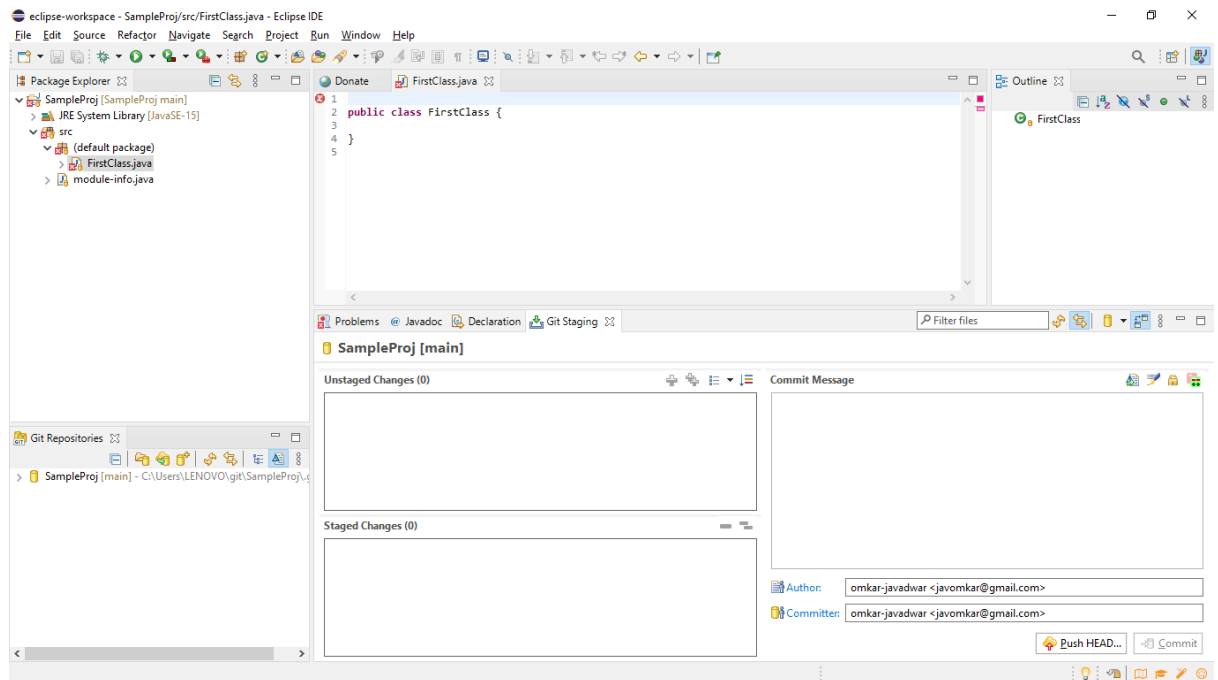 eclipse-workspace - SampleProj/src/FirstClass.java - Eclipse IDE
File Edit Source Refactor Navigate Search Project Run Window Help
Package Explorer
SampleProj [SampleProj main]
JRE System Library [JavaSE-15]
src
(default package)
FirstClass.java
module-info.java
Donate FirstClass.java
1
2 public class FirstClass {
3
4 }
5
Outline
FirstClass
Problems @ Javadoc Declaration Git Staging
Filter files
SampleProj [main]
Unstaged Changes (0)
Staged Changes (0)
Commit Message
Author: omkar-javadwar <javomkar@gmail.com>
Committer: omkar-javadwar <javomkar@gmail.com>
Push HEAD... Commit
Git Repositories
SampleProj [main] - C:\Users\LENOVO\git\SampleProj\.g